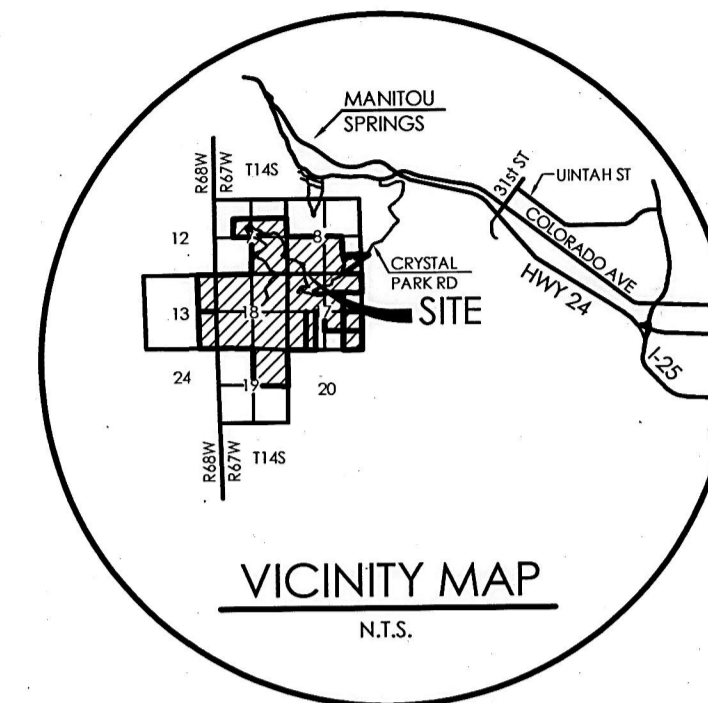 MANITOU
SPRINGS
R68W
R67W
T14S
31st ST
UINTAH ST
COLORADO AVE
HWY 24
I-25
12
7
8
CRYSTAL
PARK RD
13
18
17
SITE
24
19
20
R68W
R67W
T14S
VICINITY MAP
N.T.S.